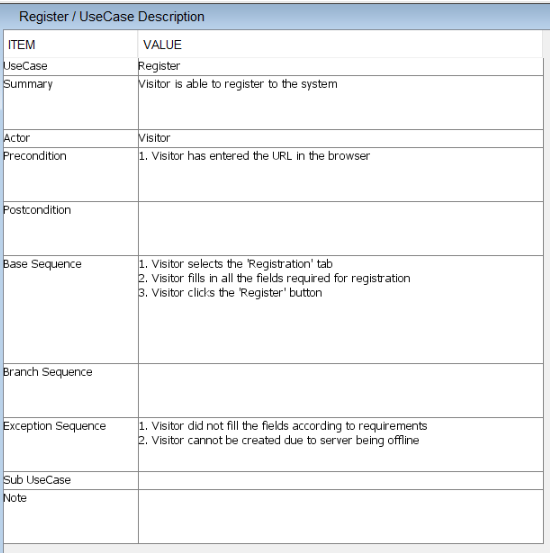 Register / UseCase Description
ITEM VALUE
UseCase Register
Summary Visitor is able to register to the system
Actor Visitor
Precondition 1. Visitor has entered the URL in the browser
Postcondition
Base Sequence 1. Visitor selects the 'Registration' tab
2. Visitor fills in all the fields required for registration
3. Visitor clicks the 'Register' button
Branch Sequence
Exception Sequence 1. Visitor did not fill the fields according to requirements
2. Visitor cannot be created due to server being offline
Sub UseCase
Note